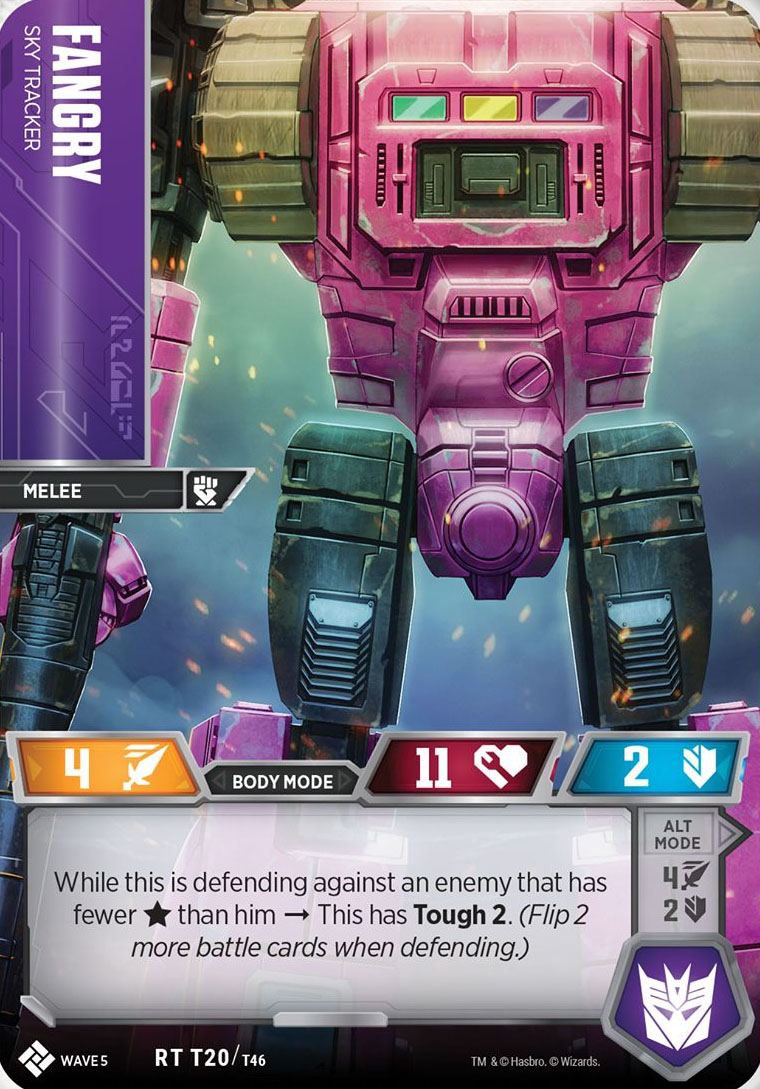 FANGRY
SKY TRACKER
MELEE
4
BODY MODE
11
2
ALT
MODE
4
2
While this is defending against an enemy that has
fewer ★ than him → This has Tough 2. (Flip 2
more battle cards when defending.)
WAVE 5
RT T20/T46
TM & © Hasbro. © Wizards.